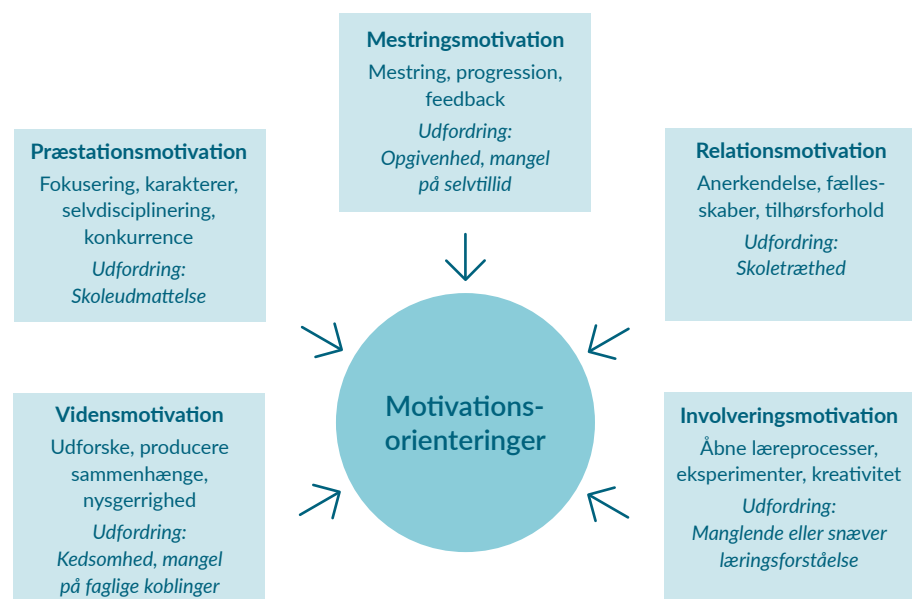 Mestringsmotivation
Mestring, progression,
feedback
Udfordring:
Opgivenhed, mangel
på selvtillid
Præstationsmotivation
Fokusering, karakterer,
selvdisciplinering,
konkurrence
Udfordring:
Skoleudmattelse
Relationsmotivation
Anerkendelse, fælles-
skaber, tilhørsforhold
Udfordring:
Skoletræthed
Motivations-
orienteringer
Vidensmotivation
Udforske, producere
sammenhænge,
nysgerrighed
Udfordring:
Kedsomhed, mangel
på faglige koblinger
Involveringsmotivation
Åbne læreprocesser,
eksperimenter, kreativitet
Udfordring:
Manglende eller snæver
læringsforståelse